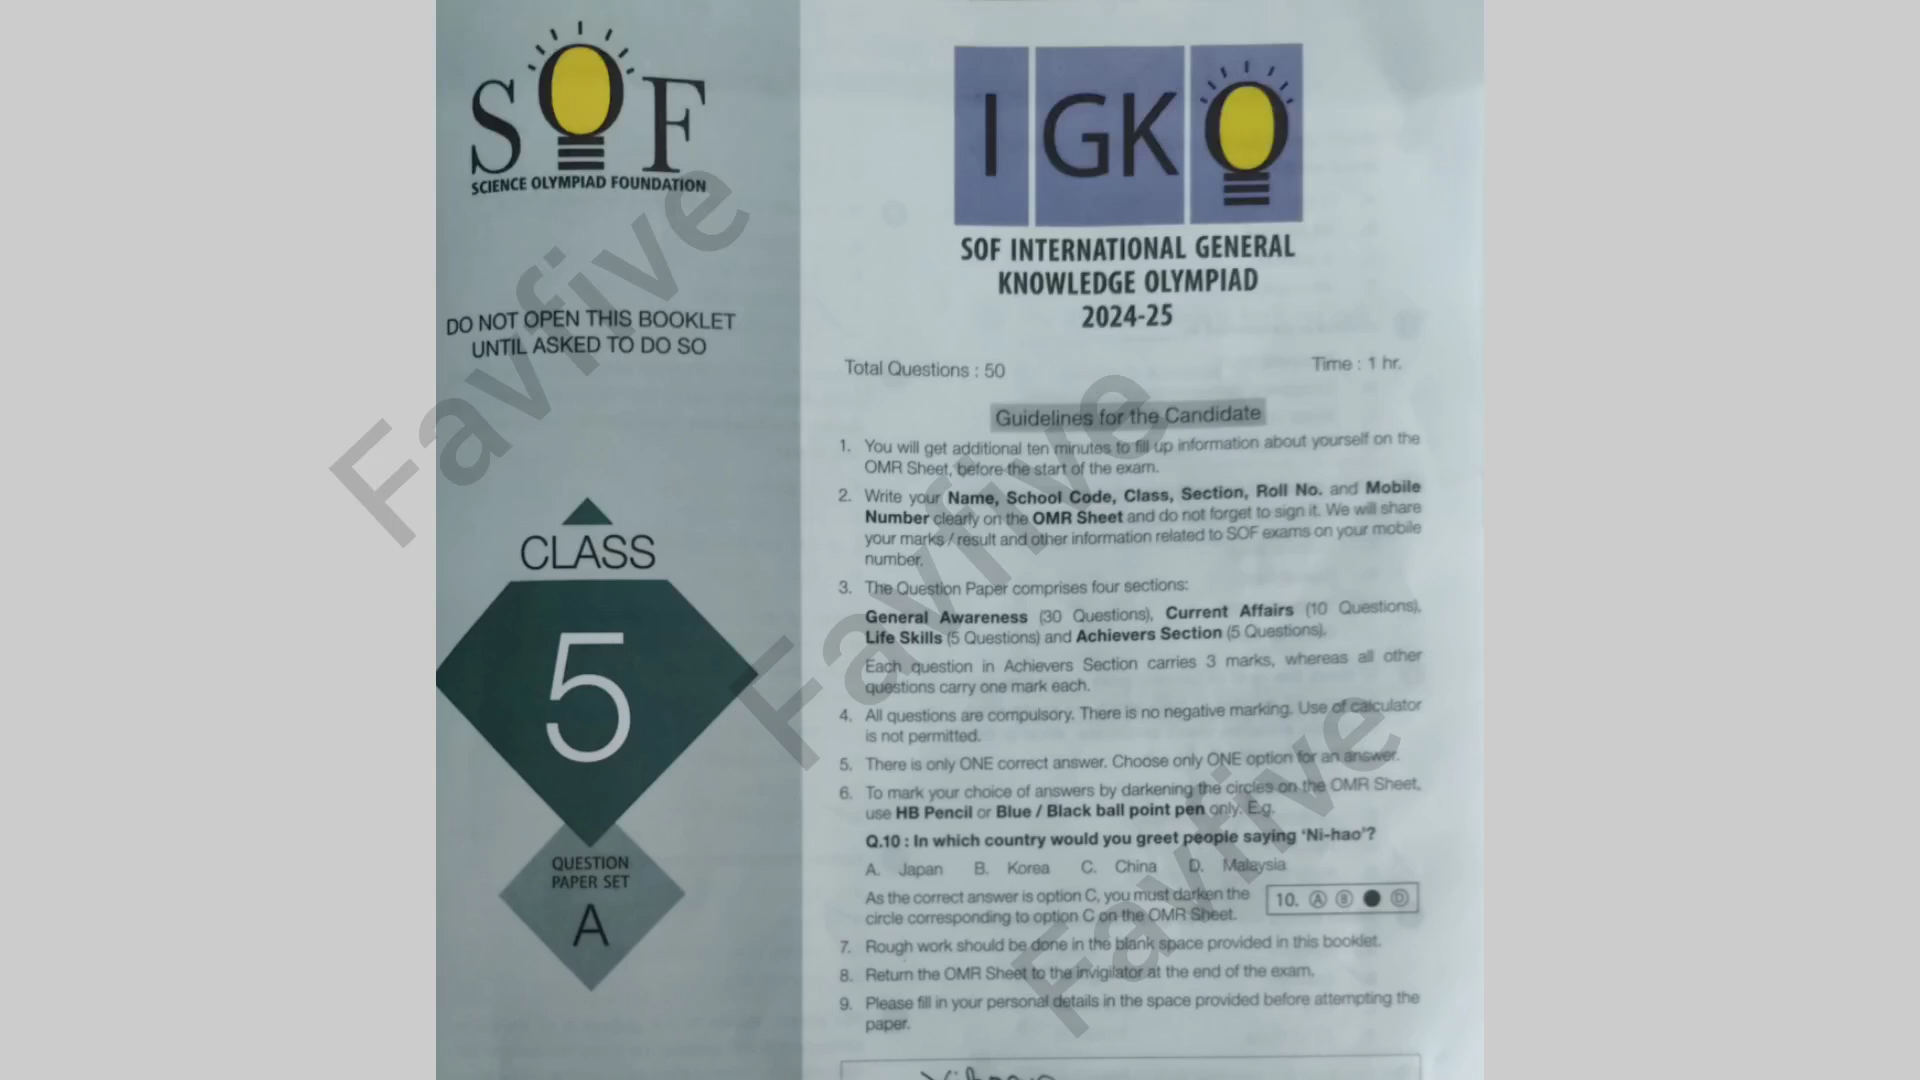 SOF
SCIENCE OLYMPIAD FOUNDATION
DO NOT OPEN THIS BOOKLET
UNTIL ASKED TO DO SO
CLASS
5
QUESTION
PAPER SET
A
I GKO
SOF INTERNATIONAL GENERAL
KNOWLEDGE OLYMPIAD
2024-25
Total Questions : 50 Time : 1 hr.
Guidelines for the Candidate
1. You will get additional ten minutes to fill up information about yourself on the
OMR Sheet, before the start of the exam.
2. Write your Name, School Code, Class, Section, Roll No. and Mobile
Number clearly on the OMR Sheet and do not forget to sign it. We will share
your marks / result and other information related to SOF exams on your mobile
number.
3. The Question Paper comprises four sections:
General Awareness (30 Questions), Current Affairs (10 Questions),
Life Skills (5 Questions) and Achievers Section (5 Questions).
Each question in Achievers Section carries 3 marks, whereas all other
questions carry one mark each.
4. All questions are compulsory. There is no negative marking. Use of calculator
is not permitted.
5. There is only ONE correct answer. Choose only ONE option for an answer.
6. To mark your choice of answers by darkening the circles on the OMR Sheet,
use HB Pencil or Blue / Black ball point pen only. E.g.
Q.10 : In which country would you greet people saying ‘Ni-hao’?
A. Japan B. Korea C. China D. Malaysia
As the correct answer is option C, you must darken the
circle corresponding to option C on the OMR Sheet.
10. A B D
7. Rough work should be done in the blank space provided in this booklet.
8. Return the OMR Sheet to the invigilator at the end of the exam.
9. Please fill in your personal details in the space provided before attempting the
paper.
Favfive
Favfive
Favfive